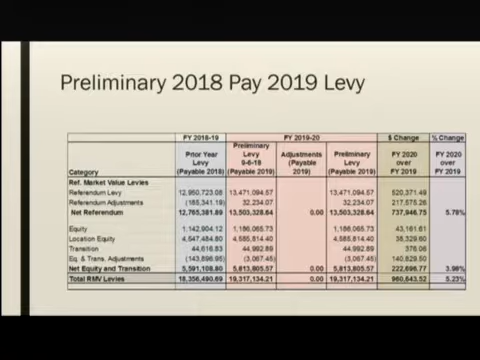 Preliminary 2018 Pay 2019 Levy
FY 2018-19 FY 2019-20 $ Change % Change
Category Prior Year Levy (Payable 2018) Preliminary Levy 9-6-18 (Payable 2019) Adjustments (Payable 2019) Preliminary Levy (Payable 2019) FY 2020 over FY 2019 FY 2020 over FY 2019
Ref. Market Value Levies
Referendum Levy 12,950,723.08 13,471,094.57 13,471,094.57 520,371.49
Referendum Adjustments (185,341.19) 32,234.07 32,234.07 217,575.26
Net Referendum 12,765,381.89 13,503,328.64 0.00 13,503,328.64 737,946.75 5.78%
Equity 1,142,904.12 1,186,065.73 1,186,065.73 43,161.61
Location Equity 4,547,484.80 4,585,814.40 4,585,814.40 38,329.60
Transition 44,616.83 44,992.89 44,992.89 376.06
Eq & Trans. Adjustments (143,896.95) (3,067.45) (3,067.45) 140,829.50
Net Equity and Transition 5,591,108.80 5,813,805.57 0.00 5,813,805.57 222,696.77 3.98%
Total RMV Levies 18,356,490.69 19,317,134.21 0.00 19,317,134.21 960,643.52 5.23%